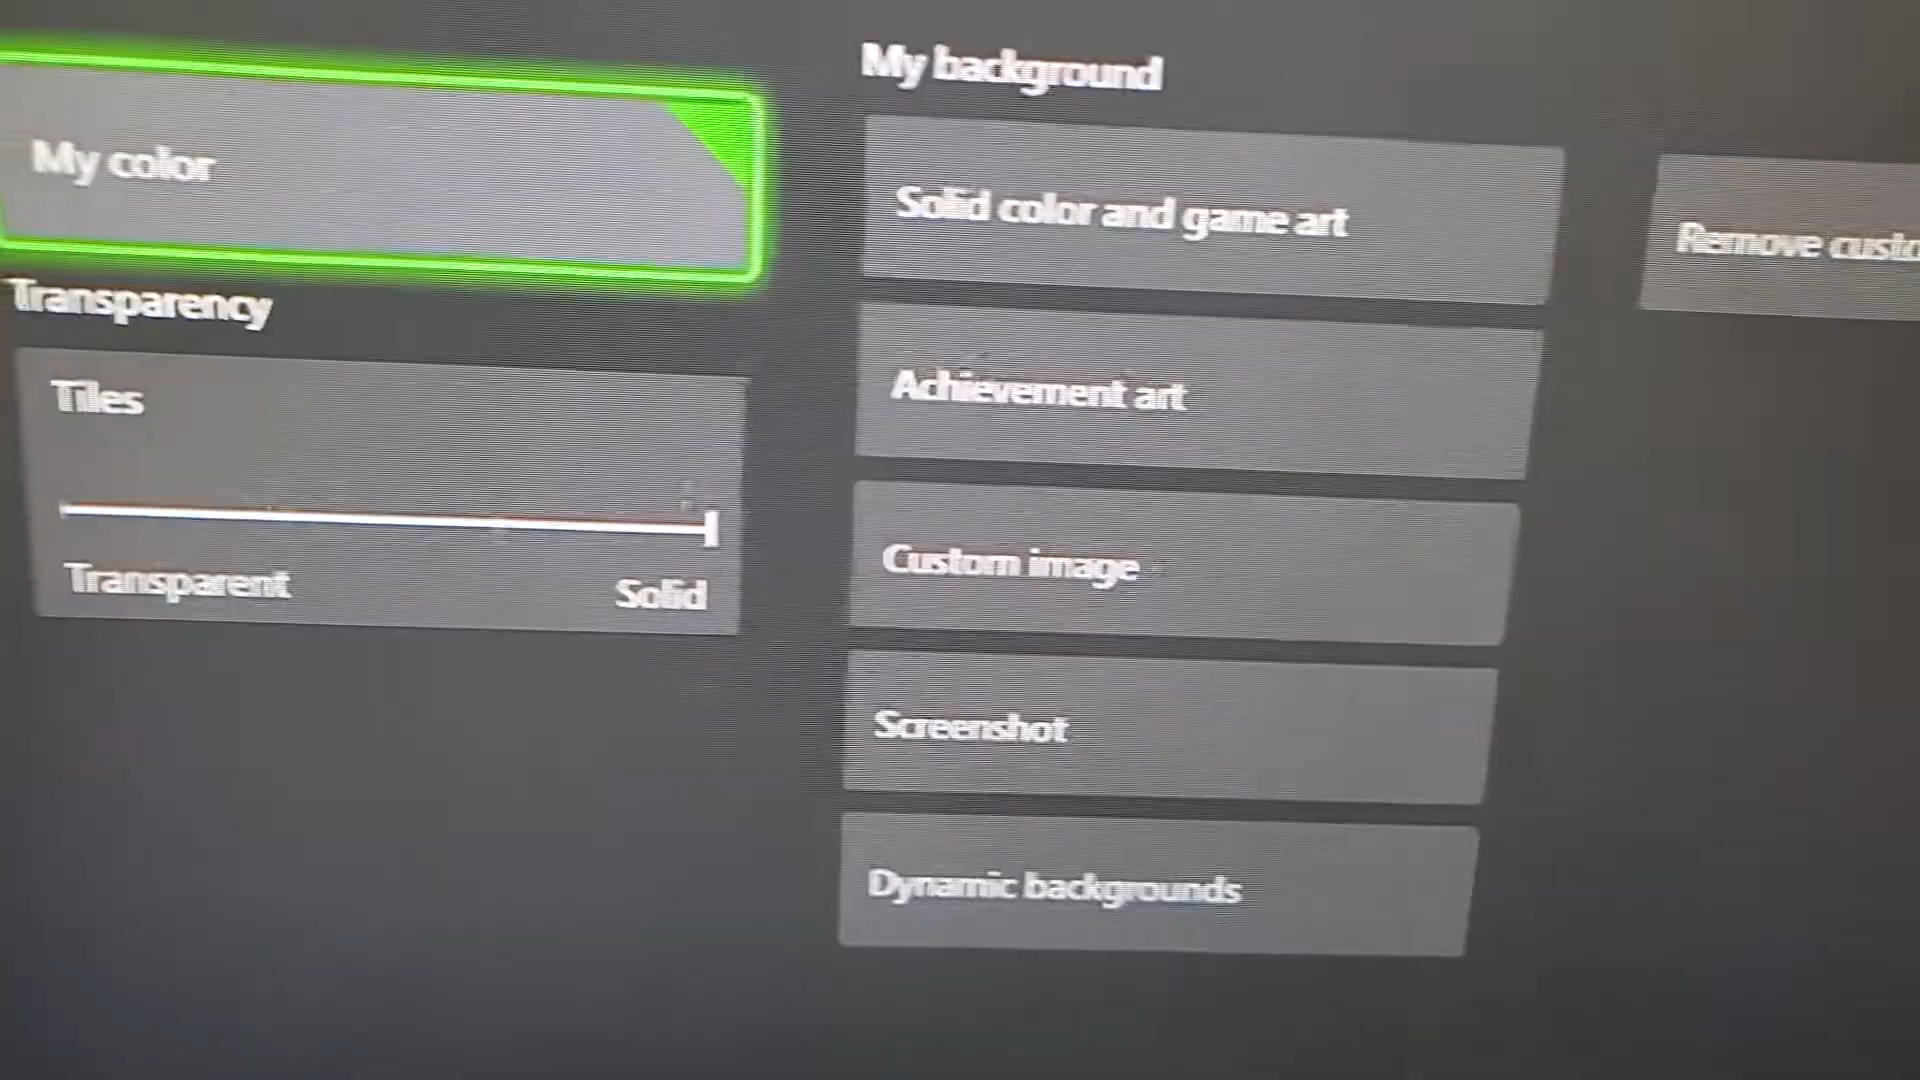 My color
Transparency
Tiles
Transparent
Solid
My background
Solid color and game art
Achievement art
Custom image
Screenshot
Dynamic backgrounds
Remove